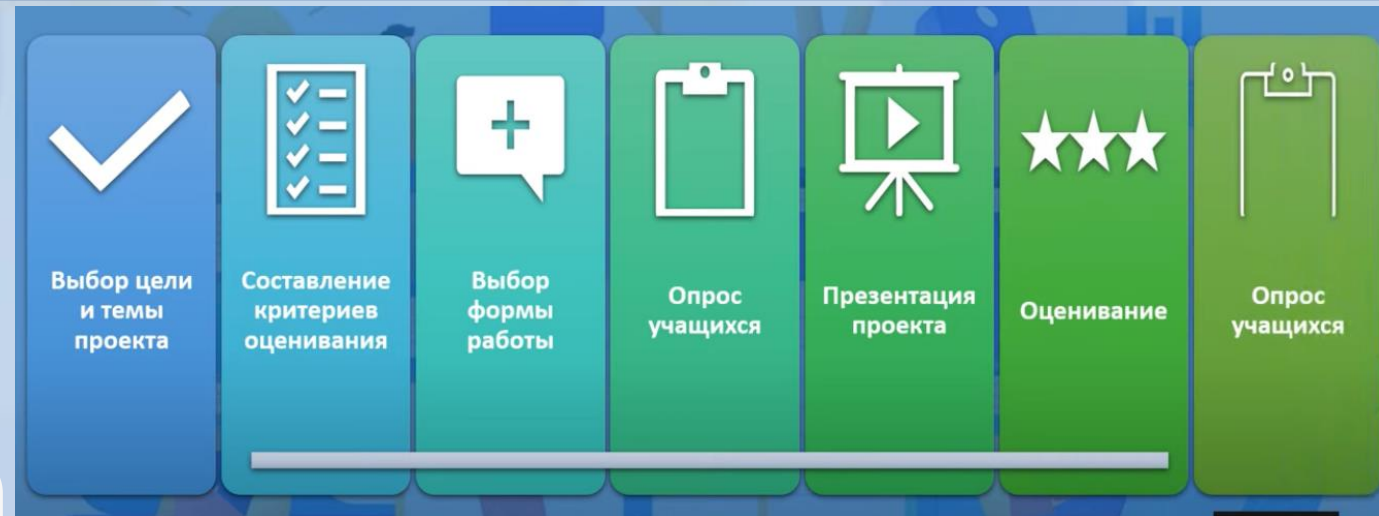 Выбор цели
и темы
проекта
Составление
критериев
оценивания
Выбор
формы
работы
Опрос
учащихся
Презентация
проекта
Оценивание
Опрос
учащихся